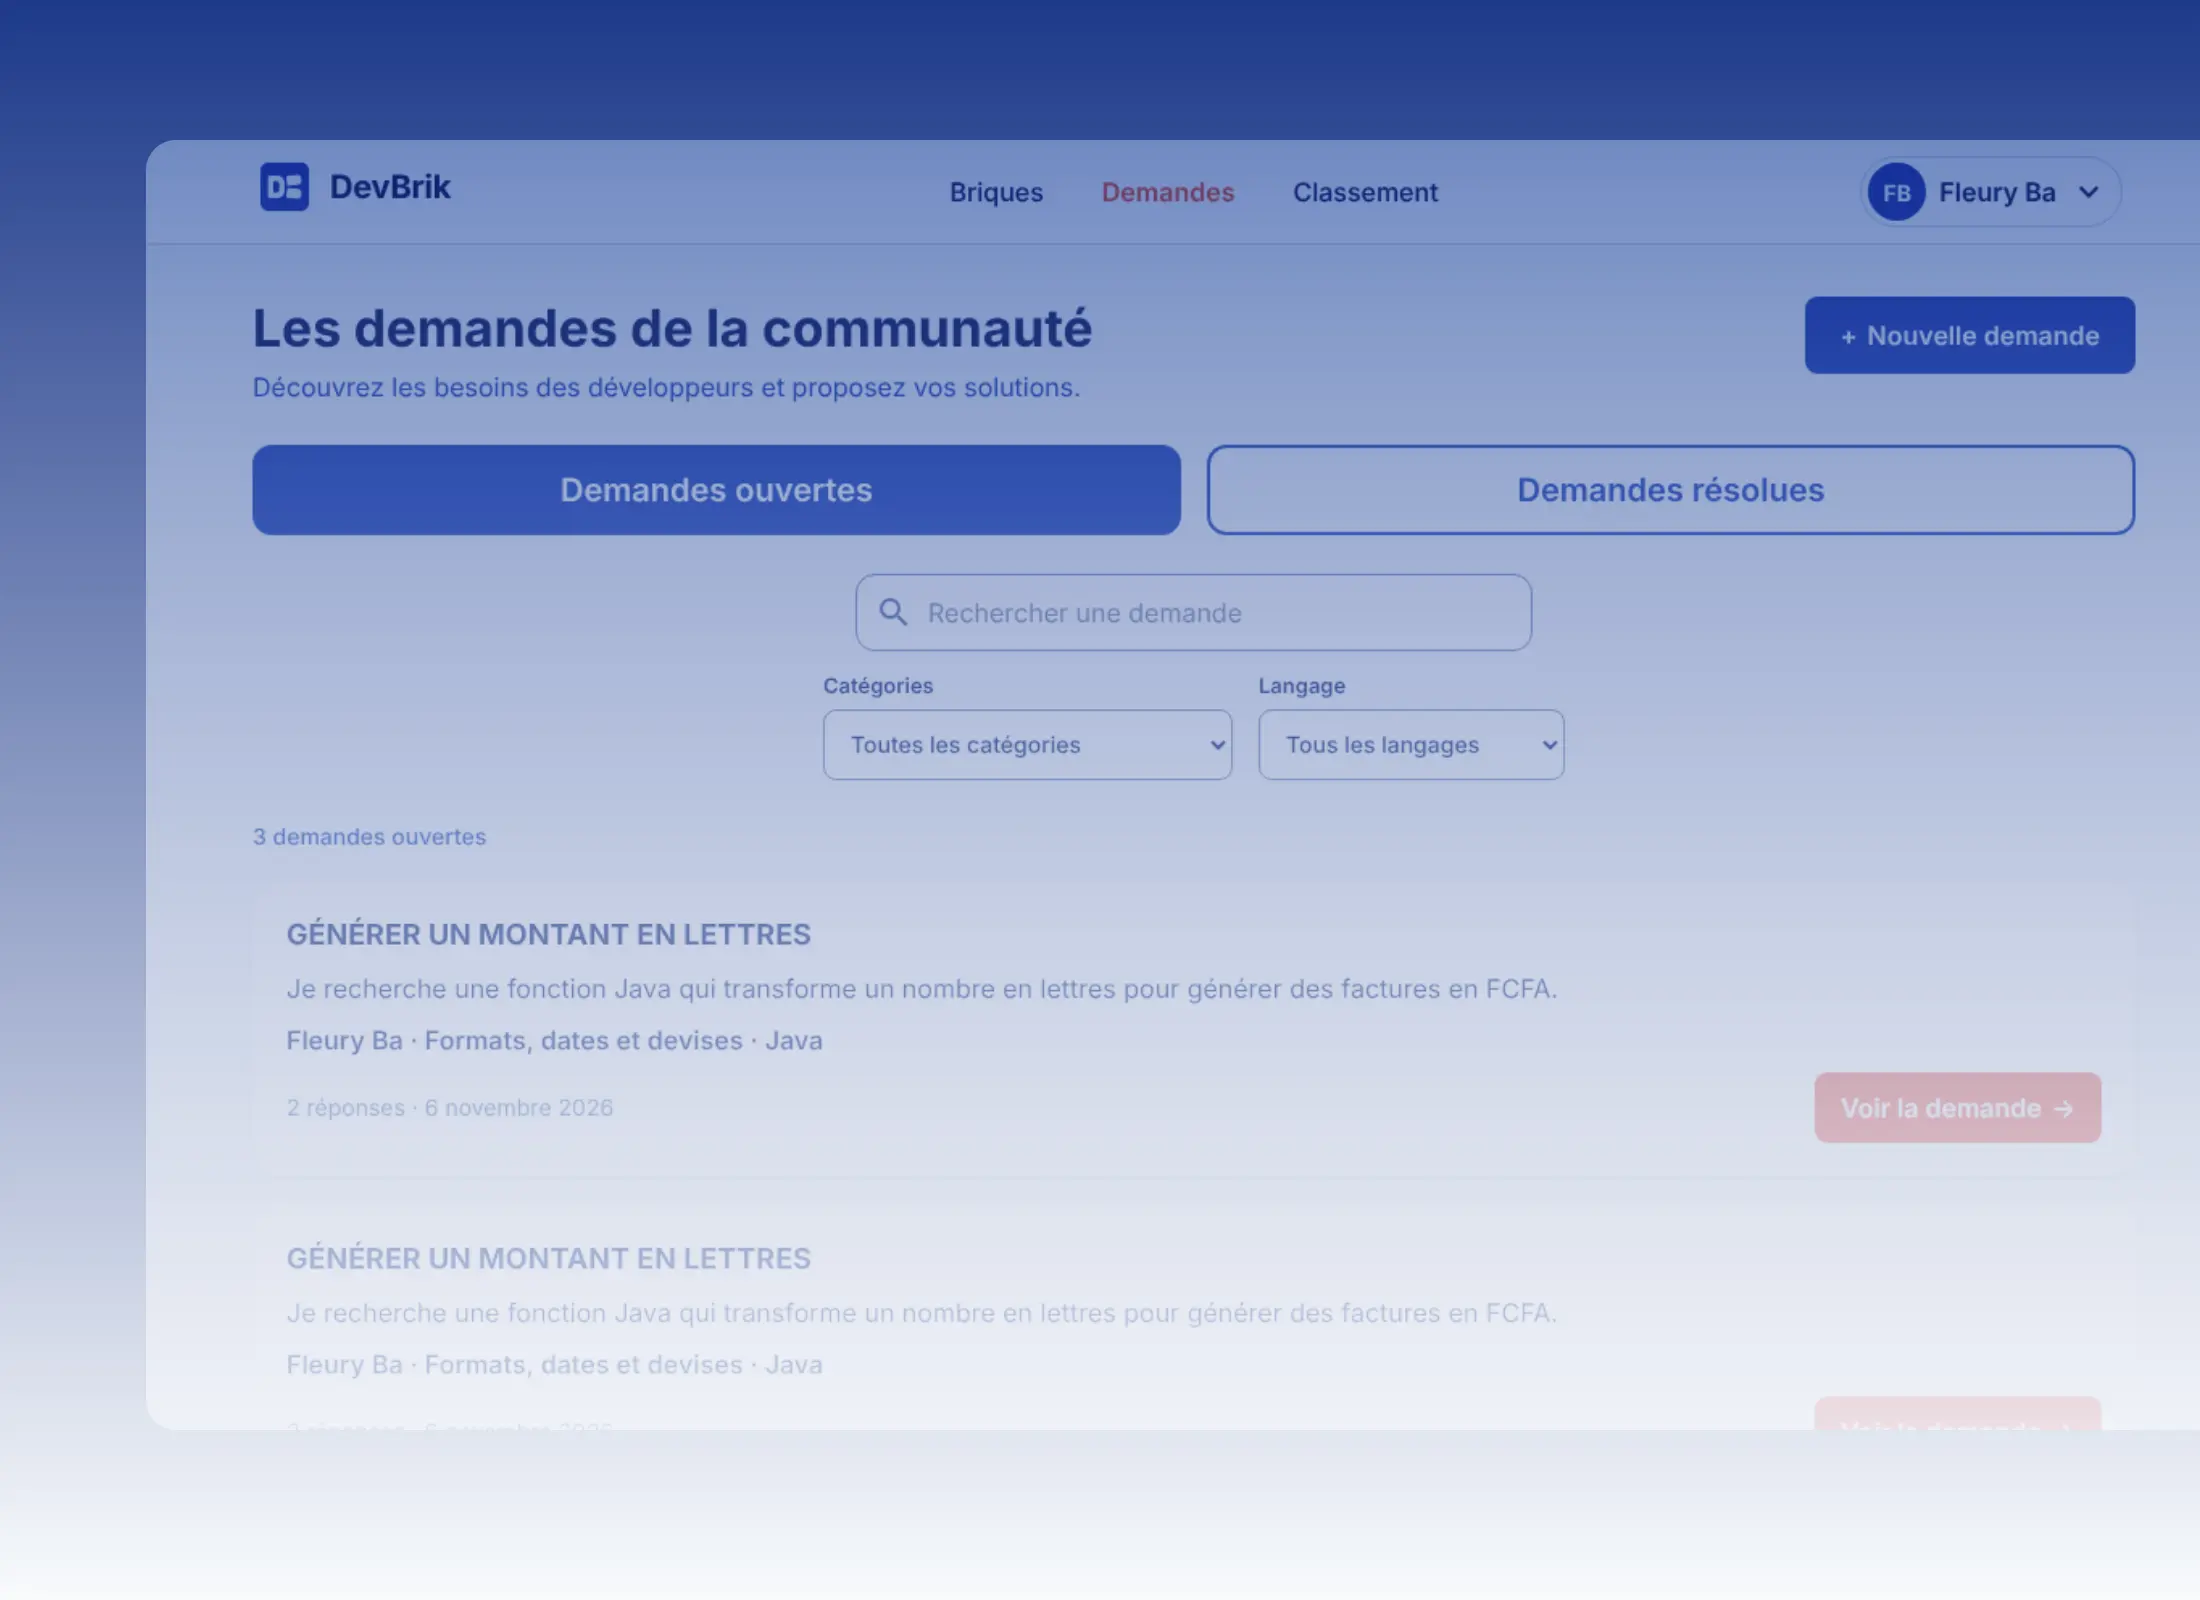 DevBrik
Briques Demandes Classement
FB Fleury Ba
Les demandes de la communauté
+ Nouvelle demande
Découvrez les besoins des développeurs et proposez vos solutions.
Demandes ouvertes
Demandes résolues
Rechercher une demande
Catégories
Langage
Toutes les catégories
Tous les langages
3 demandes ouvertes
GÉNÉRER UN MONTANT EN LETTRES
Je recherche une fonction Java qui transforme un nombre en lettres pour générer des factures en FCFA.
Fleury Ba · Formats, dates et devises · Java
2 réponses · 6 novembre 2026
Voir la demande →
GÉNÉRER UN MONTANT EN LETTRES
Je recherche une fonction Java qui transforme un nombre en lettres pour générer des factures en FCFA.
Fleury Ba · Formats, dates et devises · Java